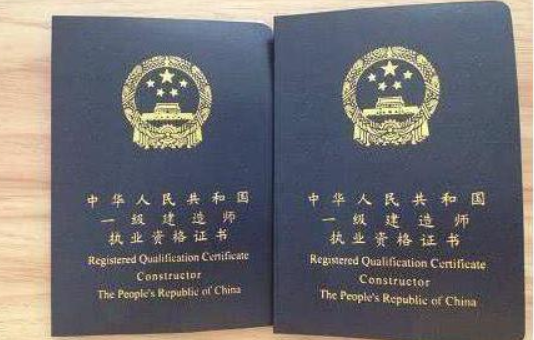 中华人民共和国
一级建造师
执业资格证书
Registered Qualification Certificate
Constructor
The People's Republic of China
中华人民共和国
一级建造师
执业资格证书
Registered Qualification Certificate
Constructor
The People's Republic of China